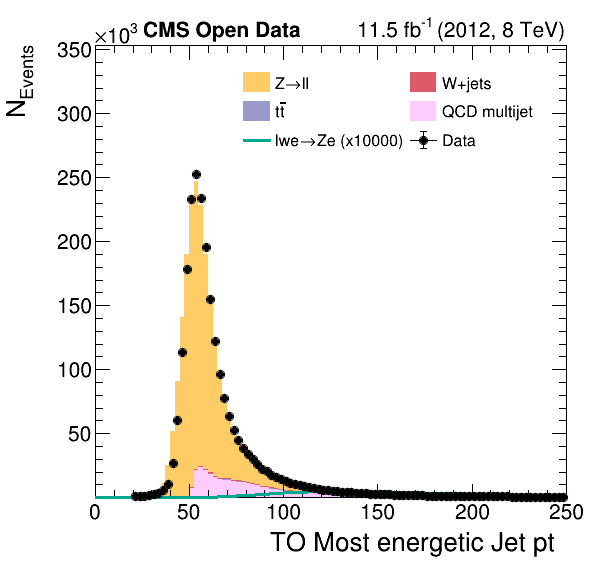 ×10³ CMS Open Data 11.5 fb⁻¹ (2012, 8 TeV)
N_Events
350
300
250
200
150
100
50
Z→ll W+jets
tt̄ QCD multijet
lwe→Ze (x10000) Data
0 50 100 150 200 250
TO Most energetic Jet pt